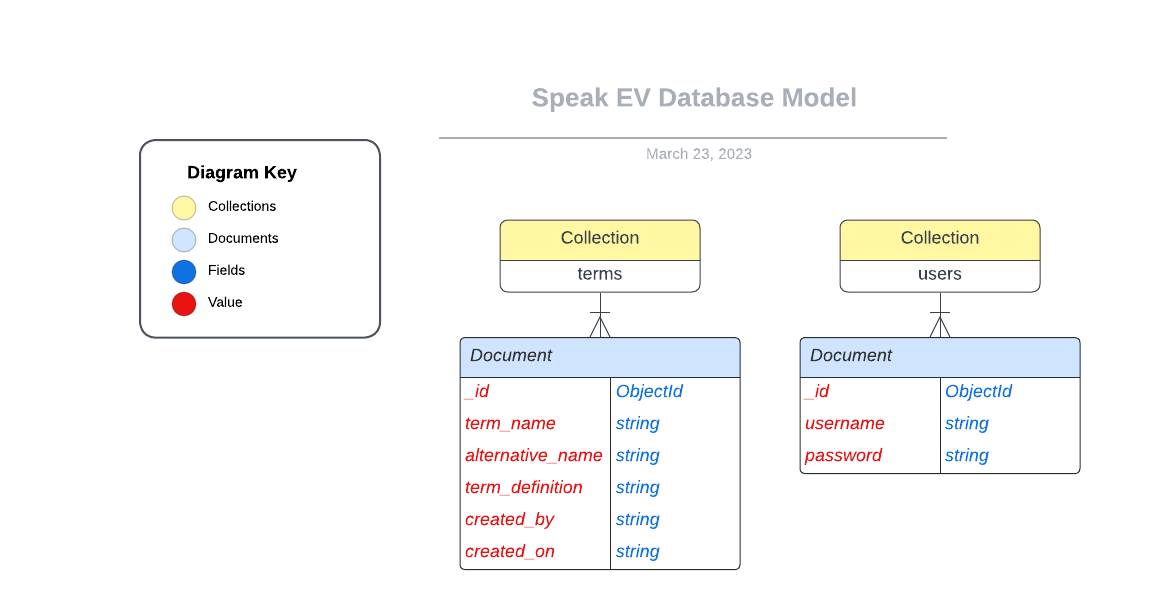 Speak EV Database Model
March 23, 2023
Diagram Key
Collections
Documents
Fields
Value
Collection
terms
Document
_id ObjectId
term_name string
alternative_name string
term_definition string
created_by string
created_on string
Collection
users
Document
_id ObjectId
username string
password string